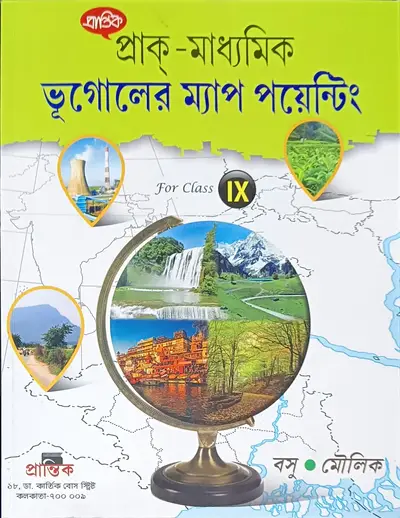 প্রান্তিক
প্রাক্-মাধ্যমিক
ভূগোলের ম্যাপ পয়েন্টিং
For Class IX
বসু • মৌলিক
প্রান্তিক
১৮, ডা. কার্তিক বোস স্ট্রিট
কলকাতা-৭০০ ০০৯